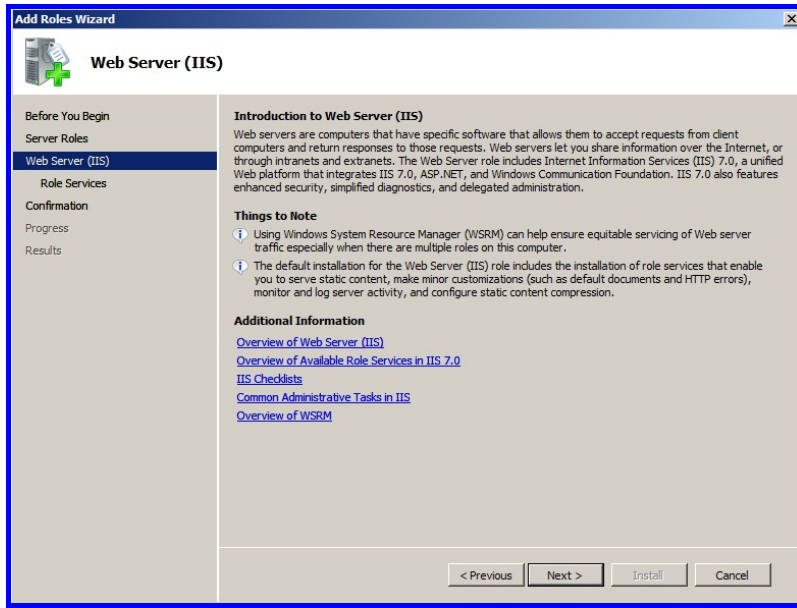 Add Roles Wizard
Web Server (IIS)
Before You Begin
Server Roles
Web Server (IIS)
Role Services
Confirmation
Progress
Results
Introduction to Web Server (IIS)
Web servers are computers that have specific software that allows them to accept requests from client
computers and return responses to those requests. Web servers let you share information over the Internet, or
through intranets and extranets. The Web Server role includes Internet Information Services (IIS) 7.0, a unified
Web platform that integrates IIS 7.0, ASP.NET, and Windows Communication Foundation. IIS 7.0 also features
enhanced security, simplified diagnostics, and delegated administration.
Things to Note
Using Windows System Resource Manager (WSRM) can help ensure equitable servicing of Web server
traffic especially when there are multiple roles on this computer.
The default installation for the Web Server (IIS) role includes the installation of role services that enable
you to serve static content, make minor customizations (such as default documents and HTTP errors),
monitor and log server activity, and configure static content compression.
Additional Information
Overview of Web Server (IIS)
Overview of Available Role Services in IIS 7.0
IIS Checklists
Common Administrative Tasks in IIS
Overview of WSRM
< Previous
Next >
Install
Cancel